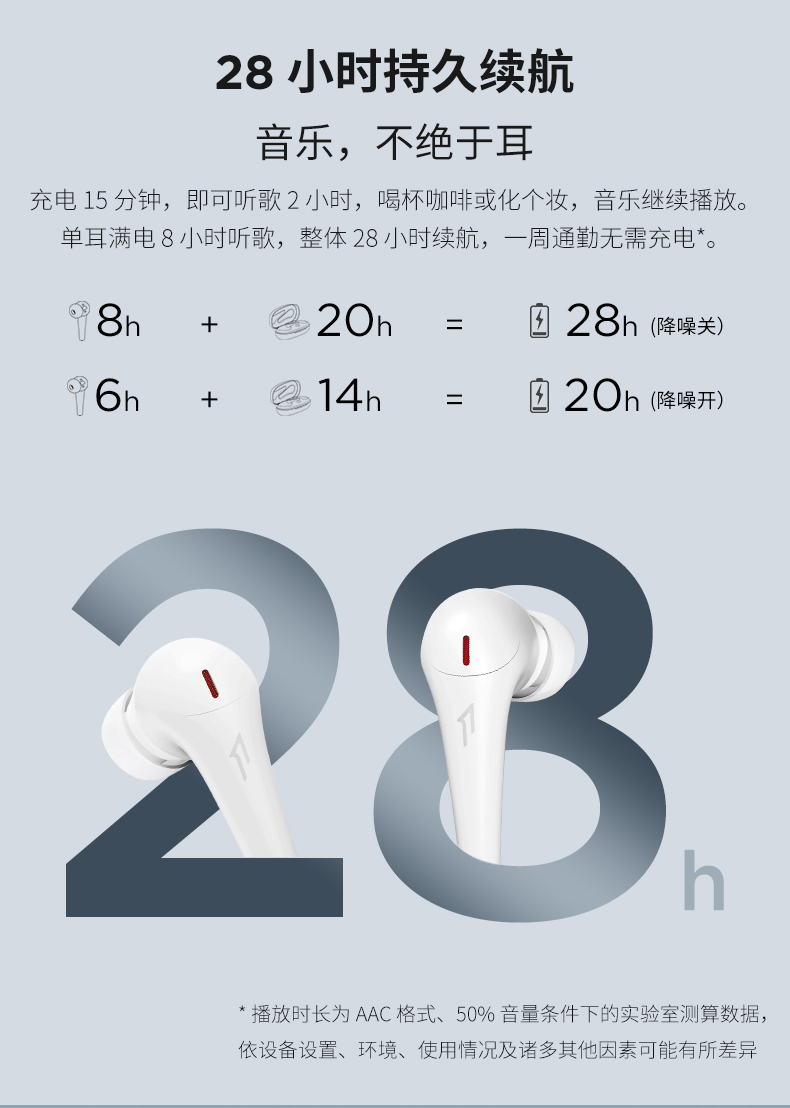 28 小时持久续航
音乐，不绝于耳
充电 15 分钟，即可听歌 2 小时，喝杯咖啡或化个妆，音乐继续播放。
单耳满电 8 小时听歌，整体 28 小时续航，一周通勤无需充电*。
8h + 20h = 28h (降噪关)
6h + 14h = 20h (降噪开)
28h
* 播放时长为 AAC 格式、50% 音量条件下的实验室测算数据，
依设备设置、环境、使用情况及诸多其他因素可能有所差异